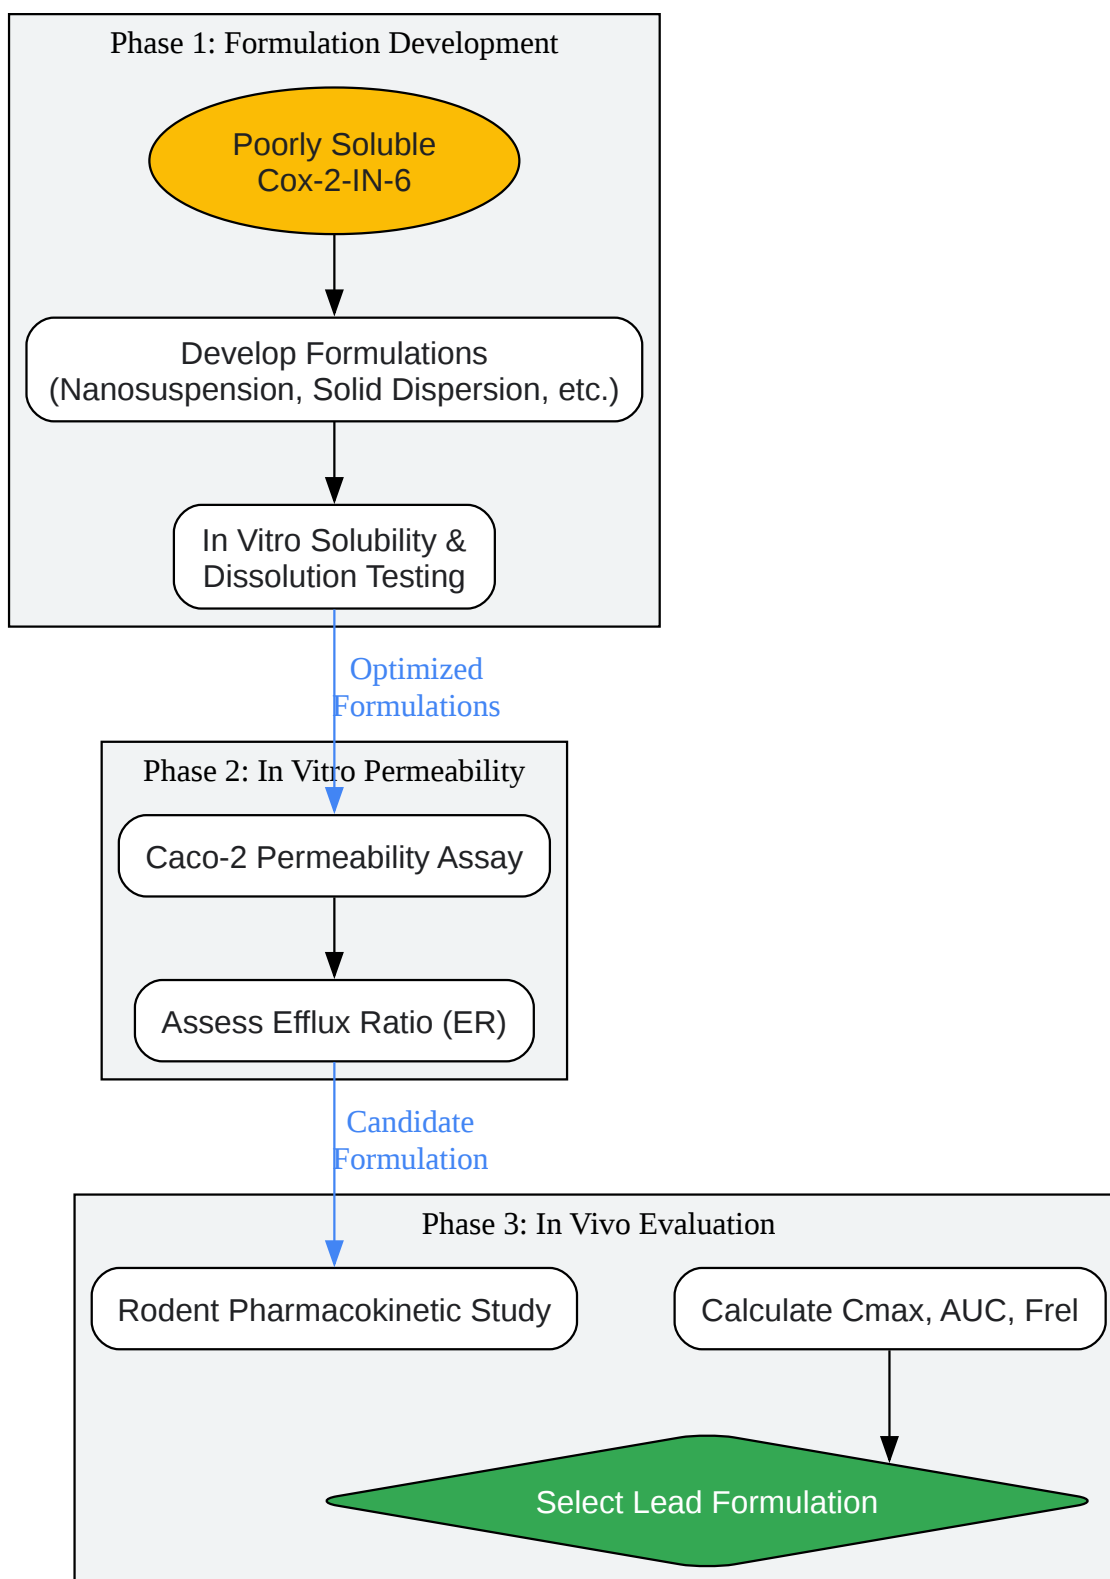 Phase 1: Formulation Development
Poorly Soluble
Cox-2-IN-6
Develop Formulations
(Nanosuspension, Solid Dispersion, etc.)
In Vitro Solubility &
Dissolution Testing
Optimized
Formulations
Phase 2: In Vitro Permeability
Caco-2 Permeability Assay
Assess Efflux Ratio (ER)
Candidate
Formulation
Phase 3: In Vivo Evaluation
Rodent Pharmacokinetic Study
Calculate Cmax, AUC, Frel
Select Lead Formulation